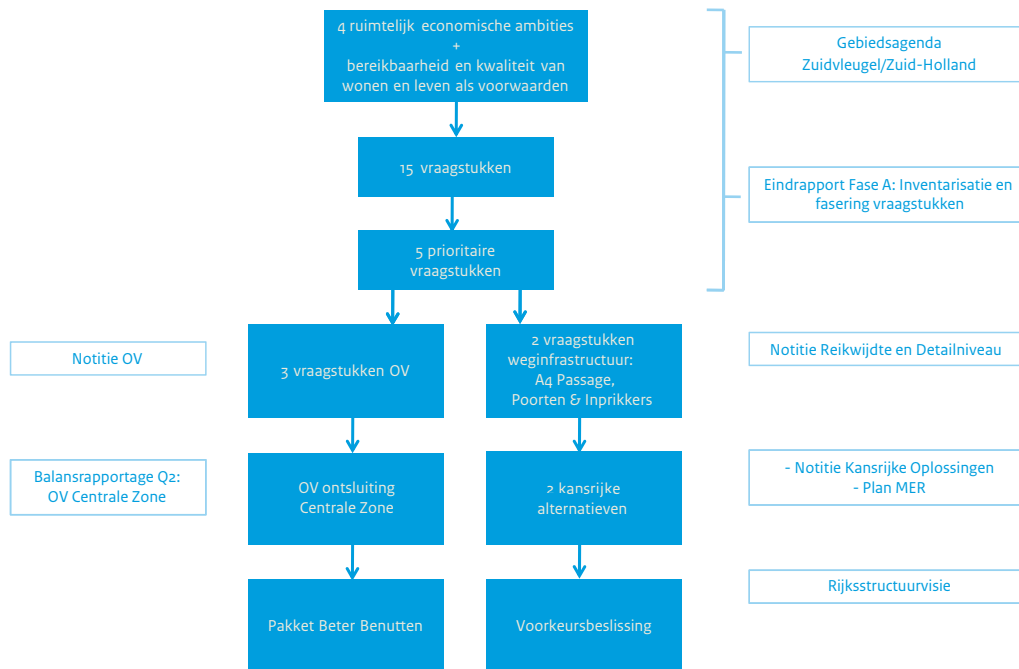 4 ruimtelijk economische ambities
+
bereikbaarheid en kwaliteit van
wonen en leven als voorwaarden
Gebiedsagenda
Zuidvleugel/Zuid-Holland
15 vraagstukken
Eindrapport Fase A: Inventarisatie en
fasering vraagstukken
5 prioritaire
vraagstukken
Notitie OV
3 vraagstukken OV
2 vraagstukken
weginfrastructuur:
A4 Passage,
Poorten & Inprikkers
Notitie Reikwijdte en Detailniveau
Balansrapportage Q2:
OV Centrale Zone
OV ontsluiting
Centrale Zone
2 kansrijke
alternatieven
- Notitie Kansrijke Oplossingen
- Plan MER
Pakket Beter Benutten
Voorkeursbeslissing
Rijksstructuurvisie